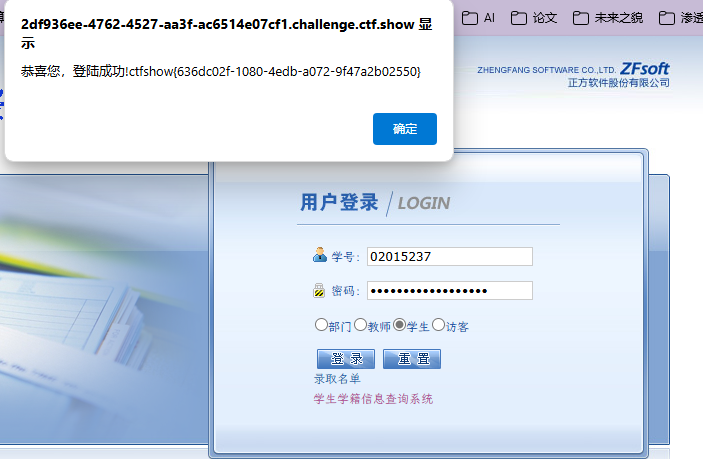 AI 论文 未来之貌 渗透
2df936ee-4762-4527-aa3f-ac6514e07cf1.challenge.ctf.show 显
示
恭喜您，登陆成功!ctfshow{636dc02f-1080-4edb-a072-9f47a2b02550}
确定
ZHENGFANG SOFTWARE CO.,LTD. ZFsoft
正方软件股份有限公司
用户登录 / LOGIN
学号： 02015237
密码： ••••••••••••••••••
部门 教师 学生 访客
登 录 重 置
录取名单
学生学籍信息查询系统